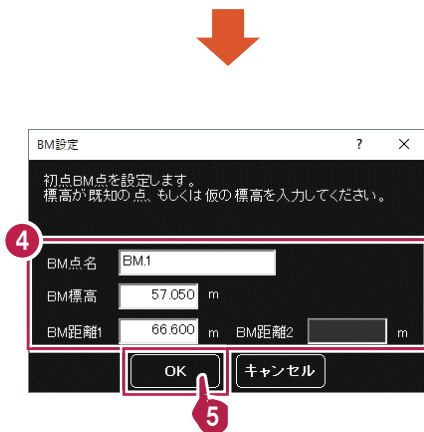 BM設定 ? ×
初点BM点を設定します。
標高が既知の点、もしくは仮の標高を入力してください。
4
BM点名 BM.1
BM標高 57.050 m
BM距離1 66.600 m BM距離2 m
OK キャンセル
5